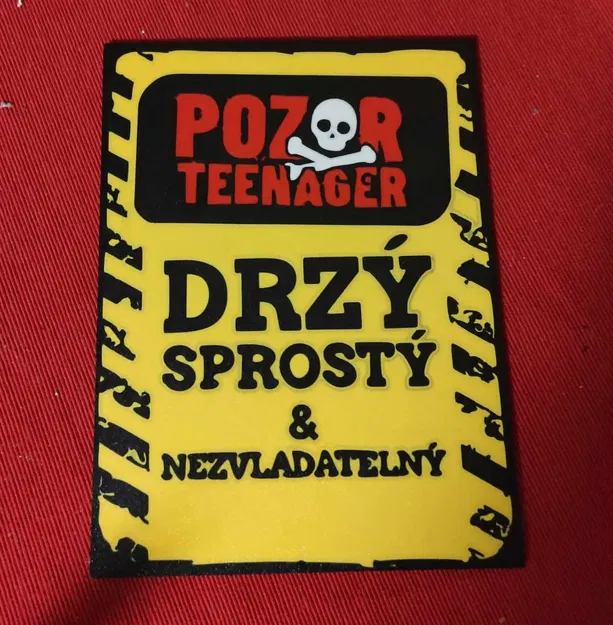 POZOR
TEENAGER
DRZÝ
SPROSTÝ
&
NEZVLADATELNÝ